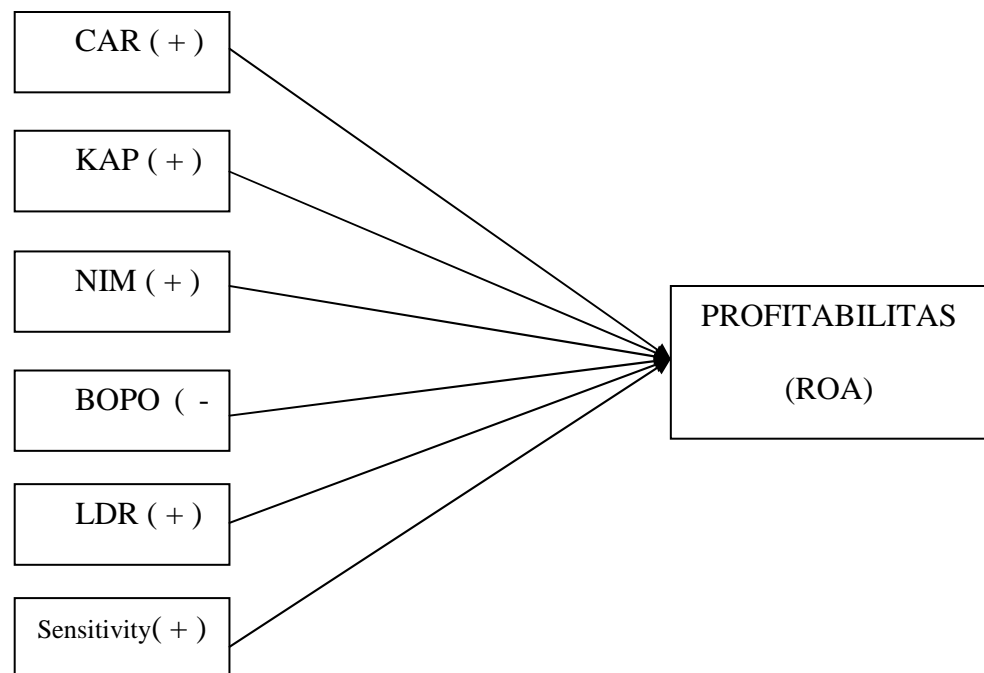 CAR ( + )
KAP ( + )
NIM ( + )
BOPO ( -
LDR ( + )
Sensitivity( + )
PROFITABILITAS
(ROA)